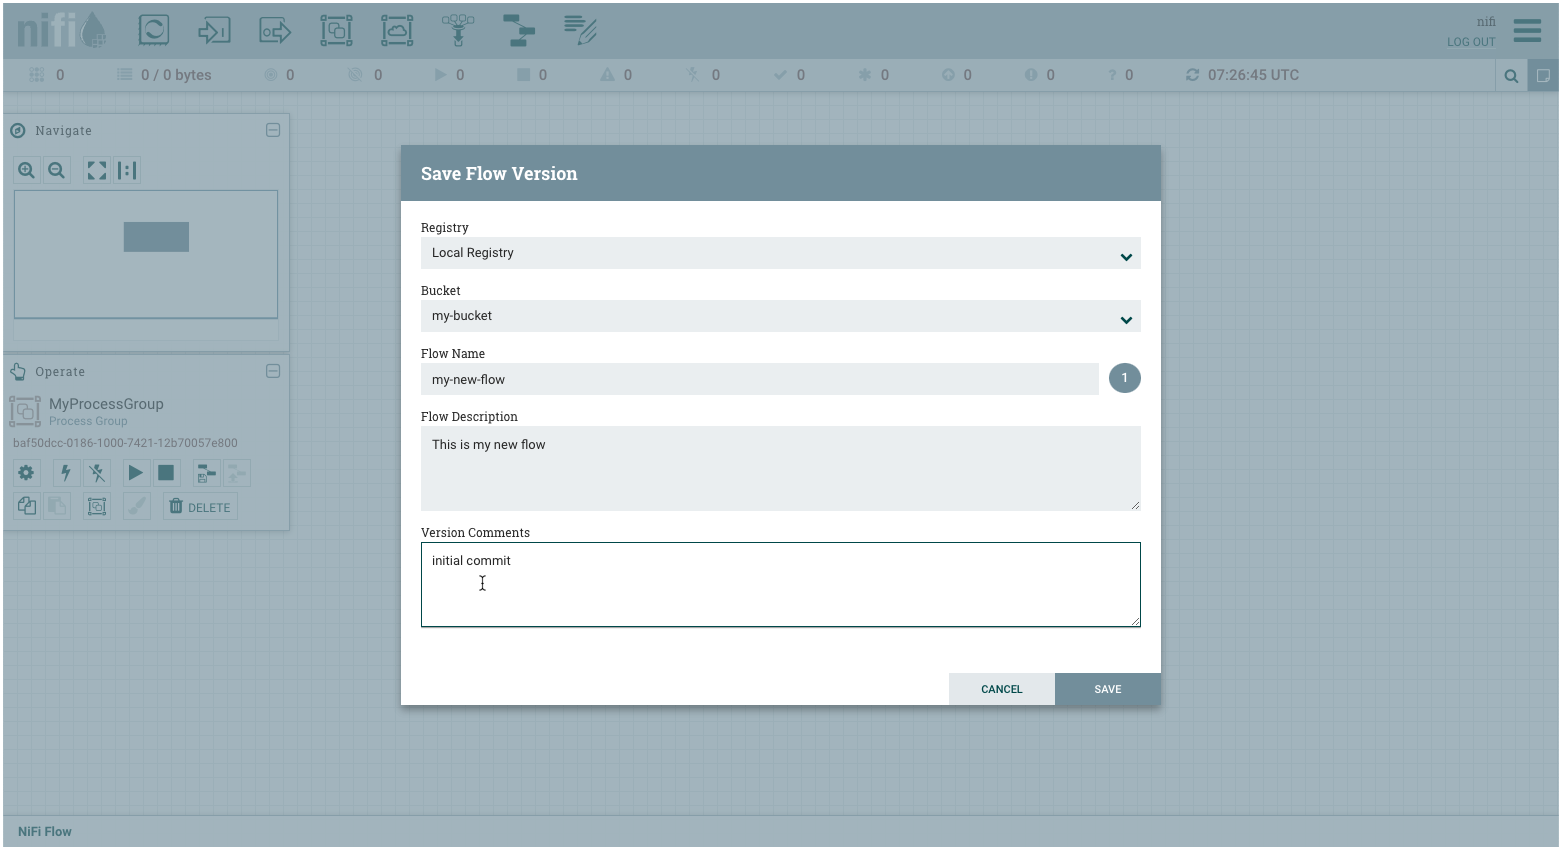 nifi
nifi
LOG OUT
0
0 / 0 bytes
0
0
0
0
0
0
0
0
0
0
0
07:26:45 UTC
Navigate
Operate
MyProcessGroup
Process Group
baf50dcc-0186-1000-7421-12b70057e800
DELETE
Save Flow Version
Registry
Local Registry
Bucket
my-bucket
Flow Name
my-new-flow
1
Flow Description
This is my new flow
Version Comments
initial commit
CANCEL
SAVE
NiFi Flow